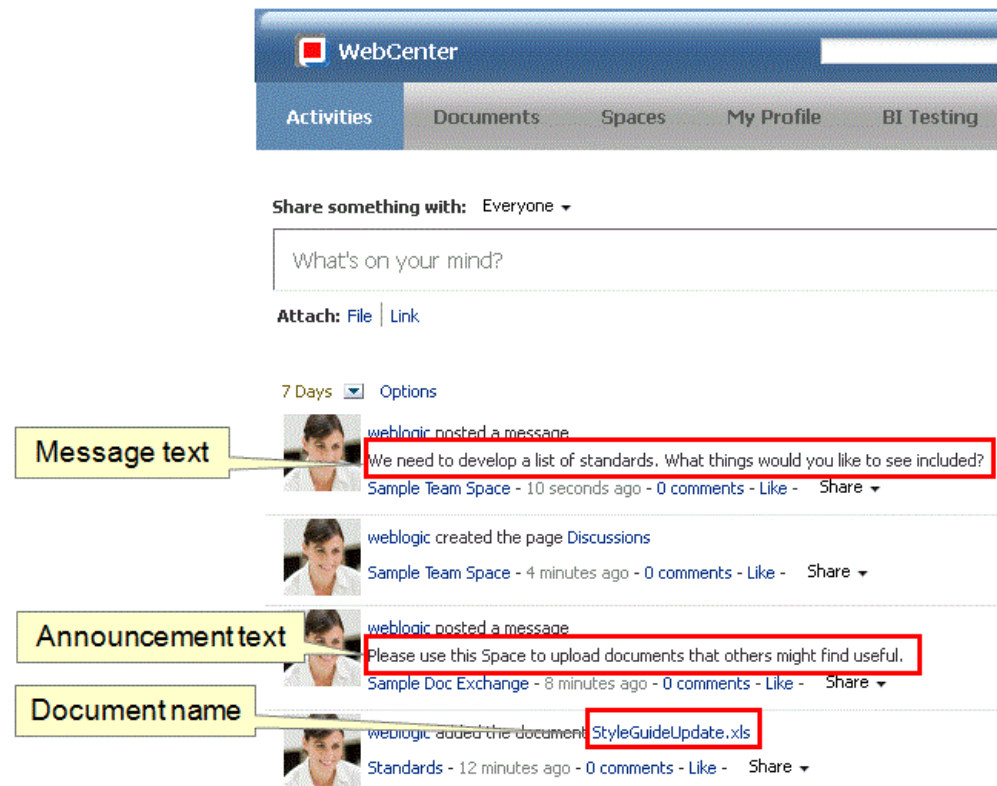 WebCenter
Activities Documents Spaces My Profile BI Testing
Share something with: Everyone
What's on your mind?
Attach: File | Link
7 Days Options
weblogic posted a message
Message text
We need to develop a list of standards. What things would you like to see included?
Sample Team Space - 10 seconds ago - 0 comments - Like - Share
weblogic created the page Discussions
Sample Team Space - 4 minutes ago - 0 comments - Like - Share
weblogic posted a message
Announcement text
Please use this Space to upload documents that others might find useful.
Sample Doc Exchange - 8 minutes ago - 0 comments - Like - Share
Document name
weblogic added the document StyleGuideUpdate.xls
Standards - 12 minutes ago - 0 comments - Like - Share